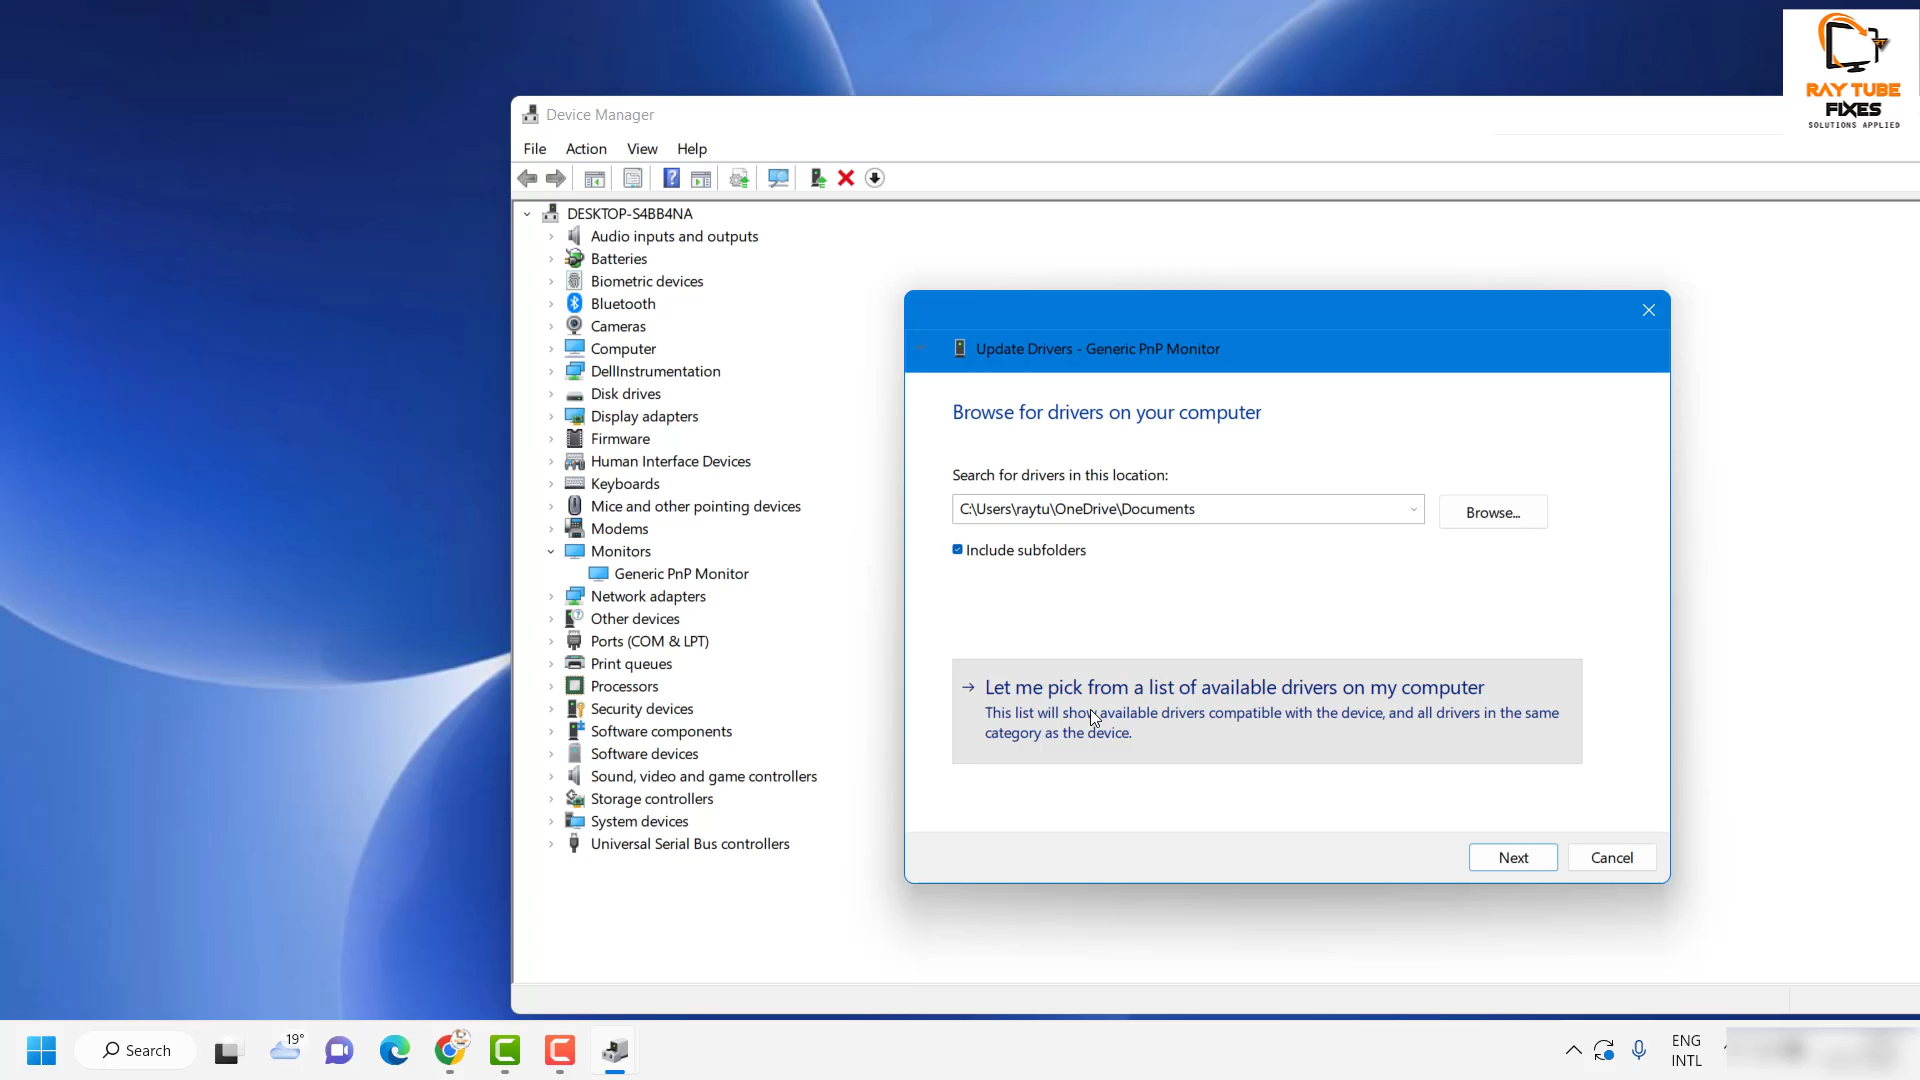 RAY TUBE
FIXES
SOLUTIONS APPLIED
Device Manager
File Action View Help
DESKTOP-S4BB4NA
Audio inputs and outputs
Batteries
Biometric devices
Bluetooth
Cameras
Computer
DellInstrumentation
Disk drives
Display adapters
Firmware
Human Interface Devices
Keyboards
Mice and other pointing devices
Modems
Monitors
Generic PnP Monitor
Network adapters
Other devices
Ports (COM & LPT)
Print queues
Processors
Security devices
Software components
Software devices
Sound, video and game controllers
Storage controllers
System devices
Universal Serial Bus controllers
Update Drivers - Generic PnP Monitor
Browse for drivers on your computer
Search for drivers in this location:
C:\Users\raytu\OneDrive\Documents
Browse...
Include subfolders
Let me pick from a list of available drivers on my computer
This list will show available drivers compatible with the device, and all drivers in the same
category as the device.
Next Cancel
Search
19°
ENG
INTL